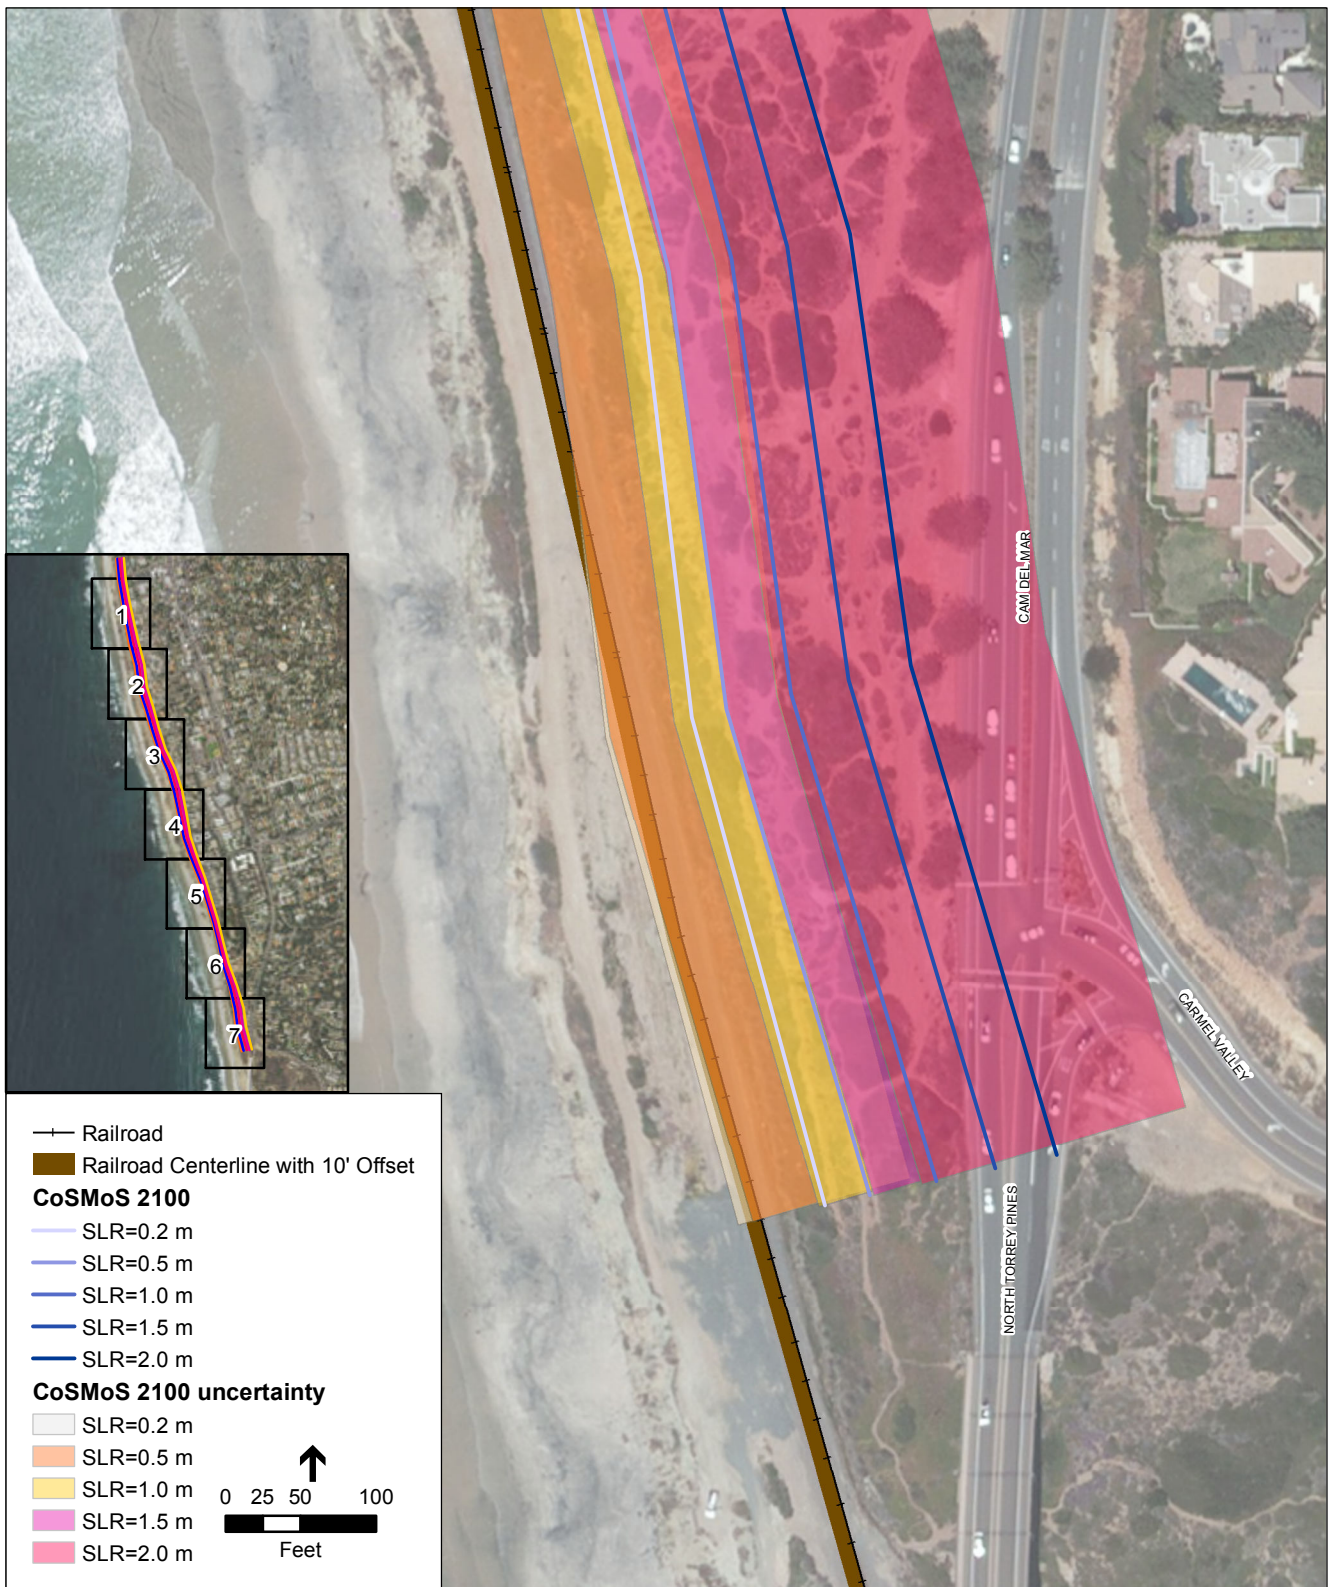 CAM DEL MAR
CARMEL VALLEY
NORTH TORREY PINES
1
2
3
4
5
6
7
Railroad
Railroad Centerline with 10' Offset
CoSMoS 2100
SLR=0.2 m
SLR=0.5 m
SLR=1.0 m
SLR=1.5 m
SLR=2.0 m
CoSMoS 2100 uncertainty
SLR=0.2 m
SLR=0.5 m
SLR=1.0 m
SLR=1.5 m
SLR=2.0 m
0 25 50 100
Feet